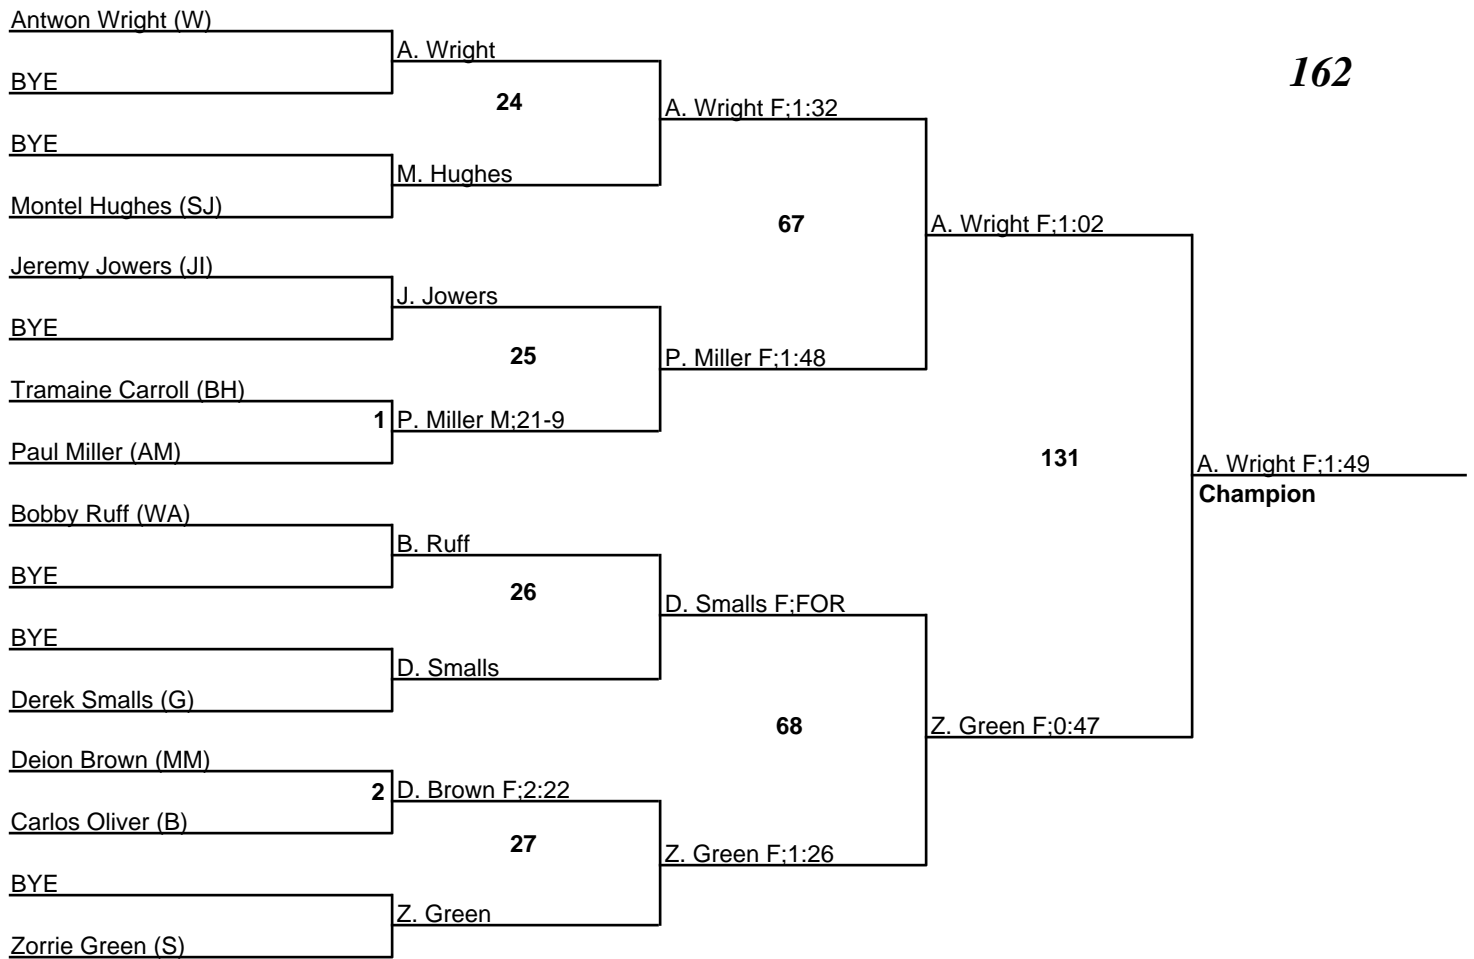 Antwon Wright (W)
A. Wright
162
BYE
24
A. Wright F;1:32
BYE
M. Hughes
Montel Hughes (SJ)
67
A. Wright F;1:02
Jeremy Jowers (JI)
J. Jowers
BYE
25
P. Miller F;1:48
Tramaine Carroll (BH)
1
P. Miller M;21-9
Paul Miller (AM)
131
A. Wright F;1:49
Champion
Bobby Ruff (WA)
B. Ruff
BYE
26
D. Smalls F;FOR
BYE
D. Smalls
Derek Smalls (G)
68
Z. Green F;0:47
Deion Brown (MM)
2
D. Brown F;2:22
Carlos Oliver (B)
27
Z. Green F;1:26
BYE
Z. Green
Zorrie Green (S)